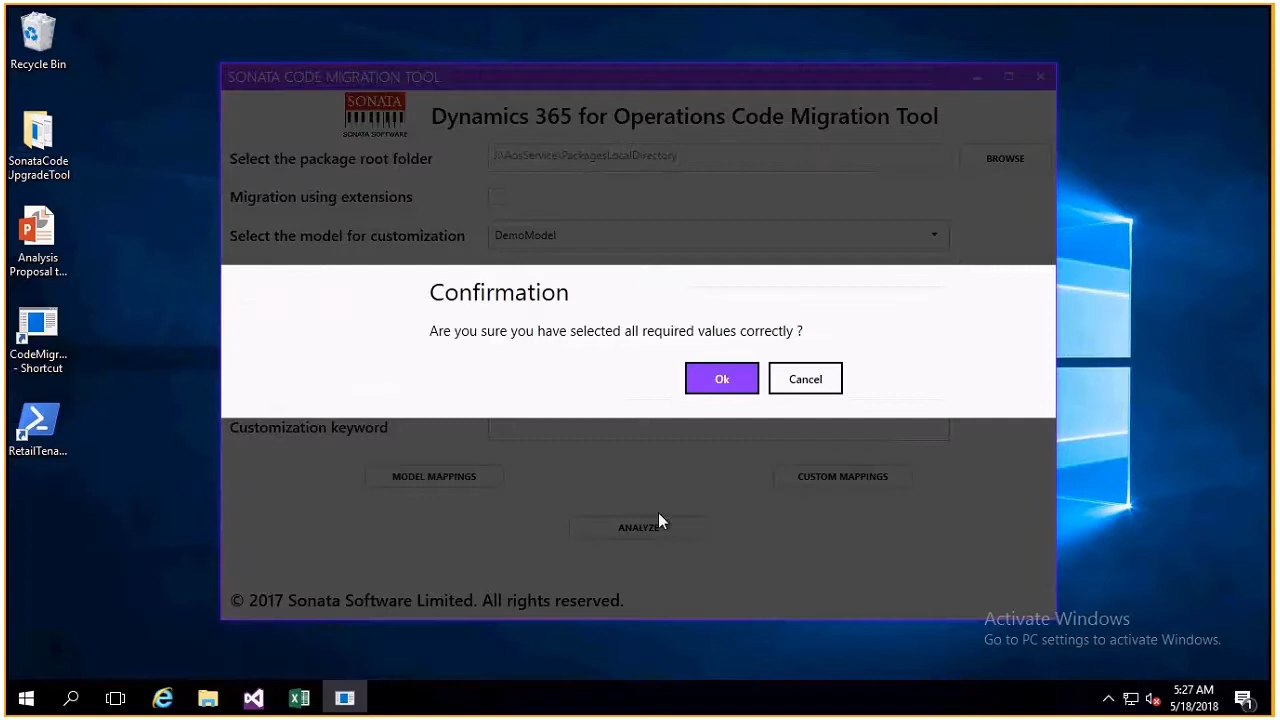 Recycle Bin
SonataCode
UpgradeTool
Analysis
Proposal t...
CodeMigr...
- Shortcut
RetailTena...
SONATA CODE MIGRATION TOOL
SONATA
SONATA SOFTWARE
Dynamics 365 for Operations Code Migration Tool
Select the package root folder
\AosService\PackagesLocalDirectory
BROWSE
Migration using extensions
Select the model for customization
DemoModel
Confirmation
Are you sure you have selected all required values correctly ?
Ok
Cancel
Customization keyword
MODEL MAPPINGS
CUSTOM MAPPINGS
ANALYZE
© 2017 Sonata Software Limited. All rights reserved.
Activate Windows
Go to PC settings to activate Windows.
5:27 AM
5/18/2018
1